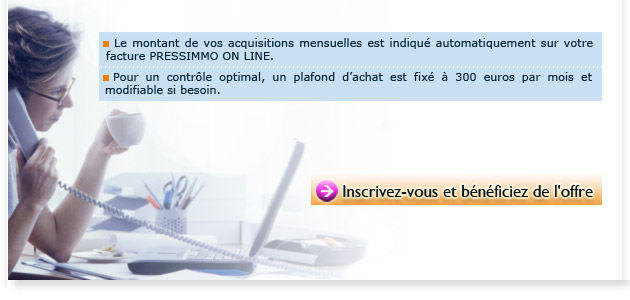 Le montant de vos acquisitions mensuelles est indiqué automatiquement sur votre
facture PRESSIMMO ON LINE.
Pour un contrôle optimal, un plafond d’achat est fixé à 300 euros par mois et
modifiable si besoin.
Inscrivez-vous et bénéficiez de l'offre